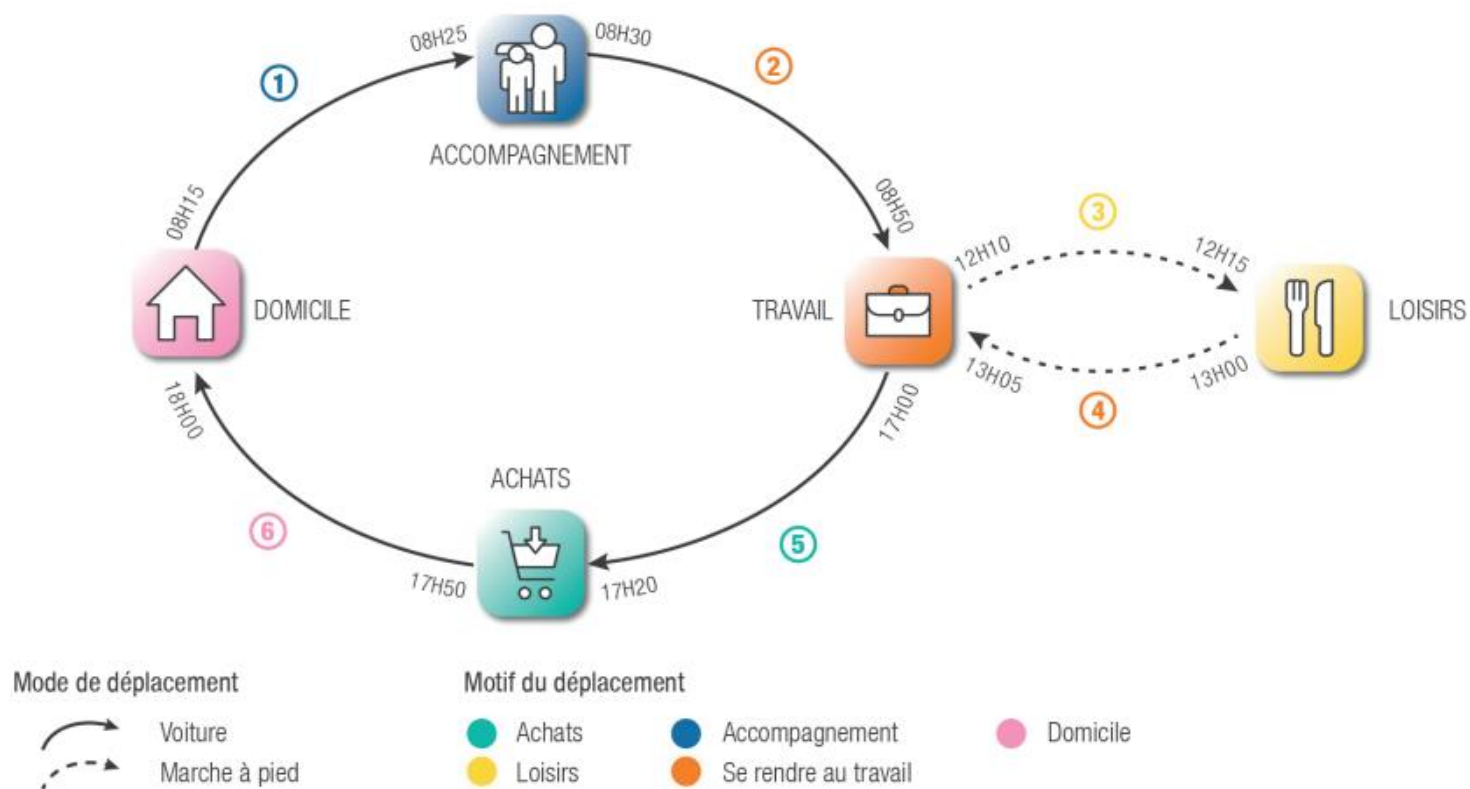 08H25
08H30
1
2
ACCOMPAGNEMENT
08H15
08H50
3
12H10
12H15
DOMICILE
TRAVAIL
LOISIRS
18H00
13H05
13H00
17H00
4
ACHATS
6
5
17H50
17H20
Mode de déplacement
Motif du déplacement
Voiture
Achats
Accompagnement
Domicile
Marche à pied
Loisirs
Se rendre au travail